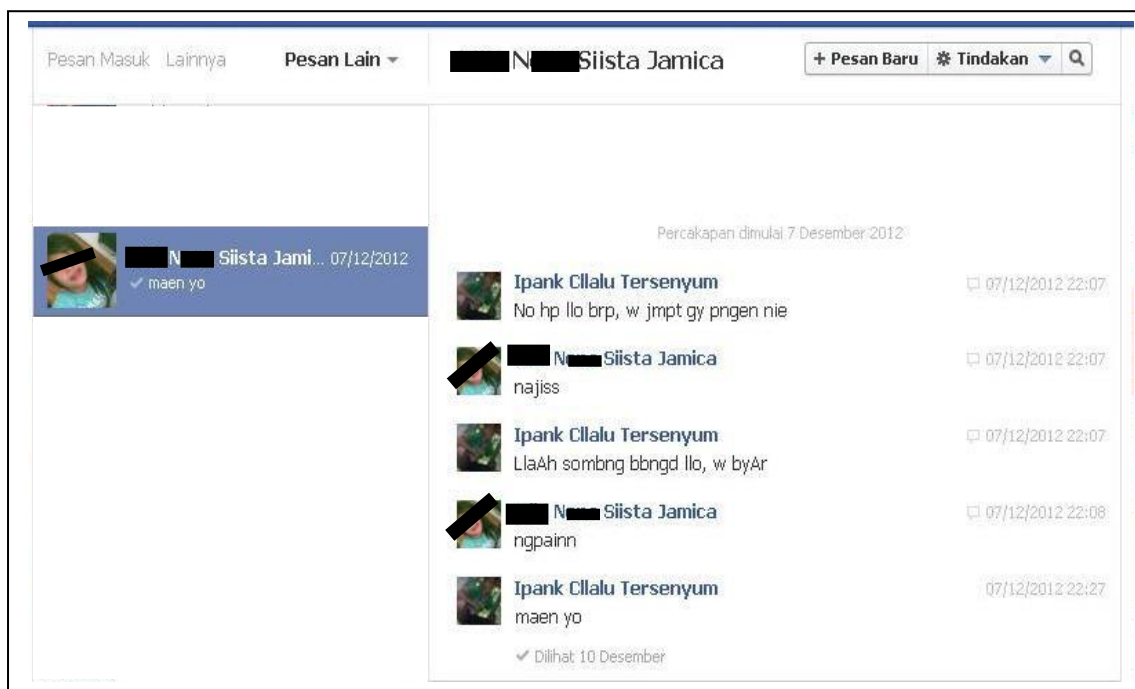 Pesan Masuk Lainnya Pesan Lain
N Siista Jamica
+ Pesan Baru Tindakan
N Siista Jami... 07/12/2012
maen yo
Percakapan dimulai 7 Desember 2012
Ipank Cllalu Tersenyum 07/12/2012 22:07
No hp llo brp, w jmpt gy pngen nie
Siista Jamica 07/12/2012 22:07
najiss
Ipank Cllalu Tersenyum 07/12/2012 22:07
LlaAh sombng bbngd llo, w byAr
Siista Jamica 07/12/2012 22:08
ngpainn
Ipank Cllalu Tersenyum 07/12/2012 22:27
maen yo
Dilihat 10 Desember